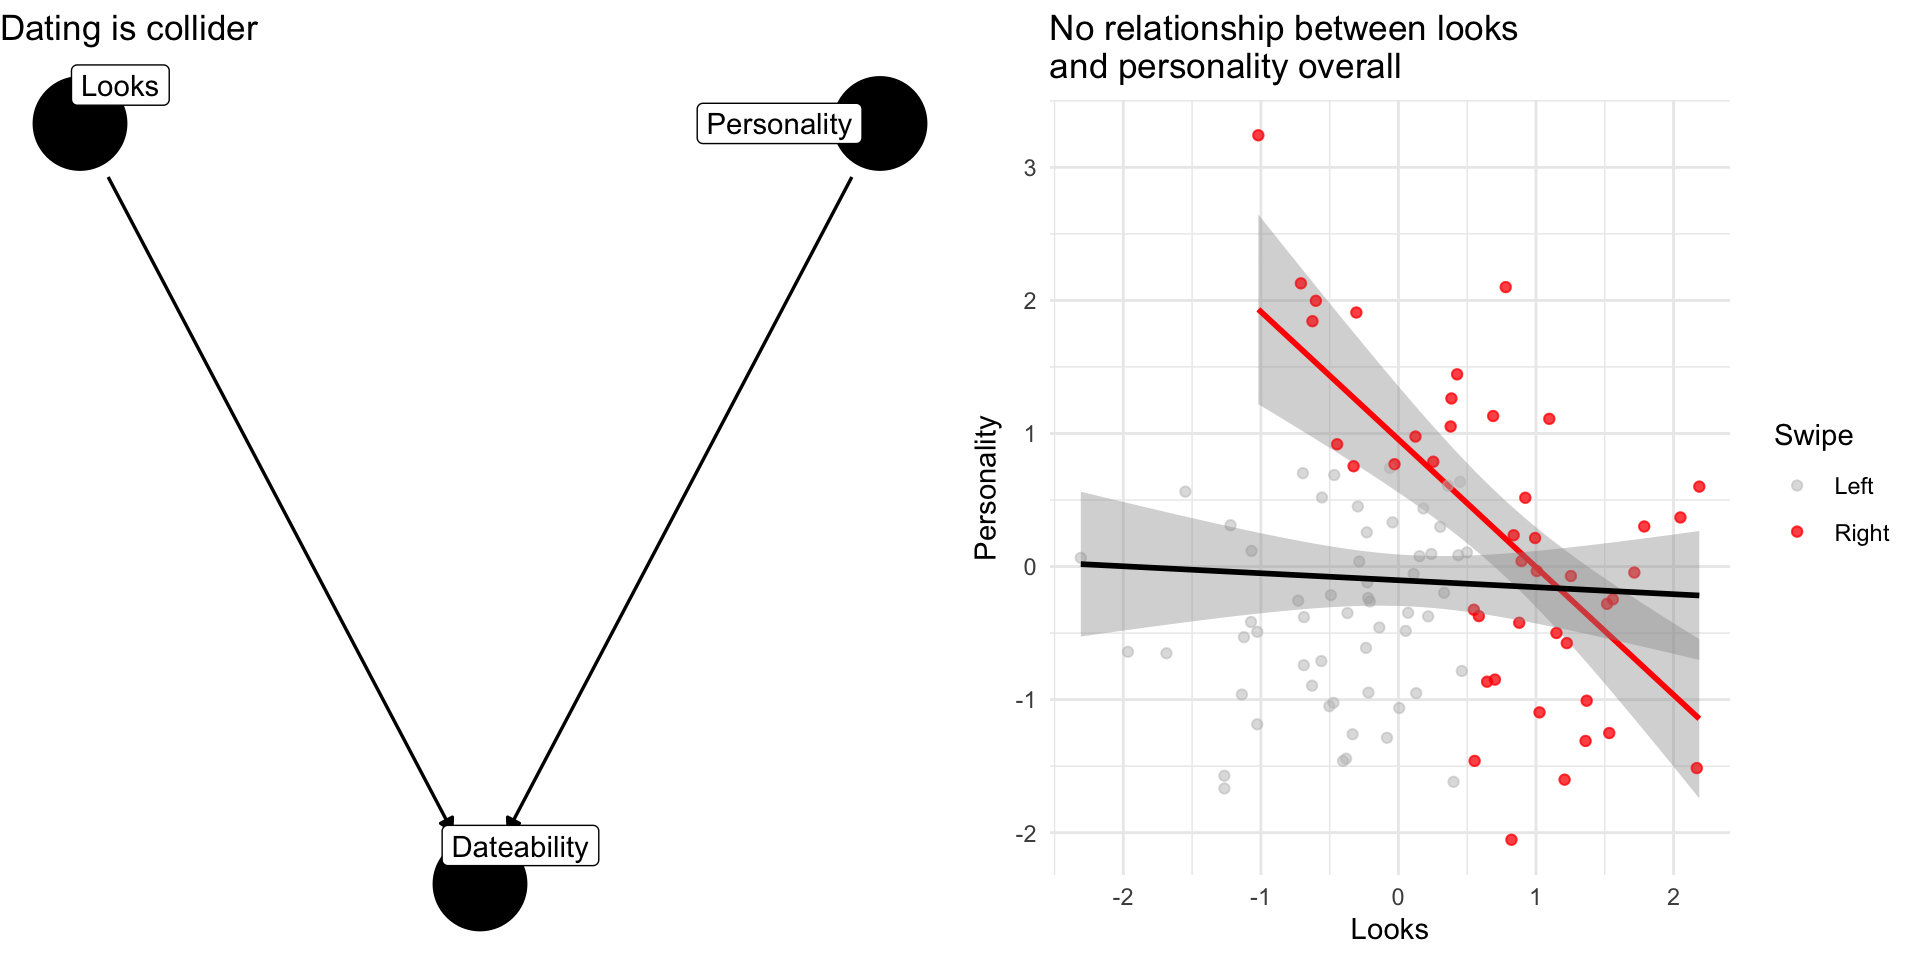 Dating is collider
Looks
Personality
Dateability
No relationship between looks
and personality overall
3
2
1
0
-1
-2
Personality
-2
-1
0
1
2
Looks
Swipe
Left
Right